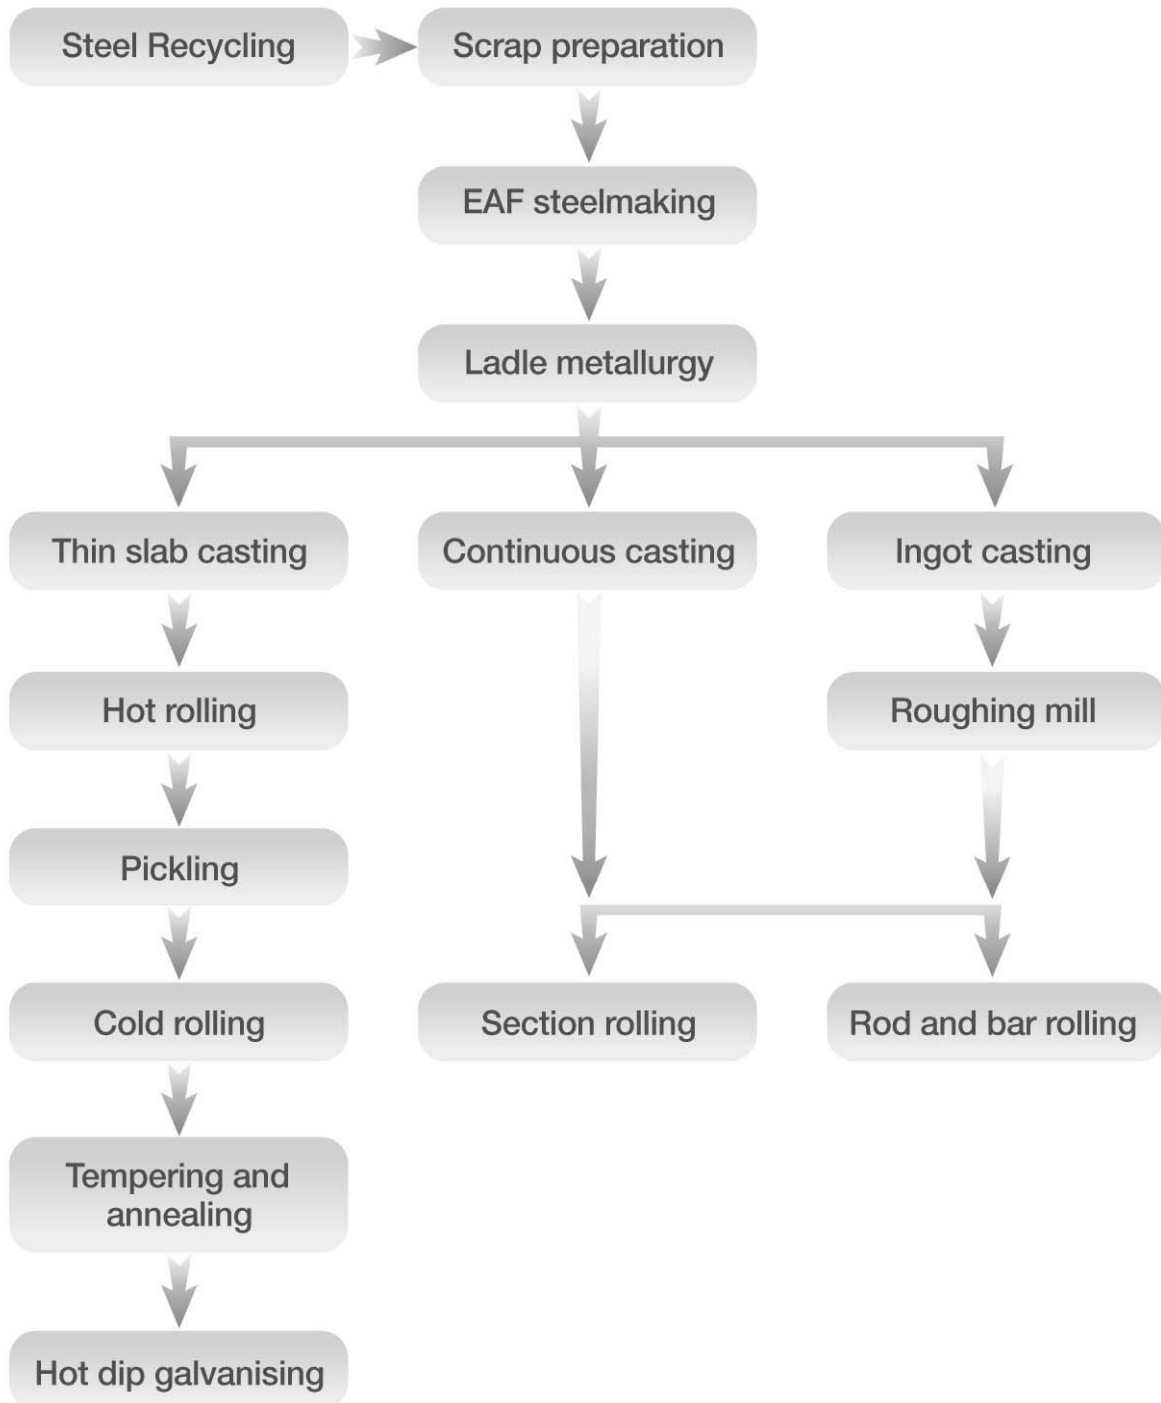 Steel Recycling
Scrap preparation
EAF steelmaking
Ladle metallurgy
Thin slab casting
Continuous casting
Ingot casting
Hot rolling
Roughing mill
Pickling
Cold rolling
Section rolling
Rod and bar rolling
Tempering and
annealing
Hot dip galvanising